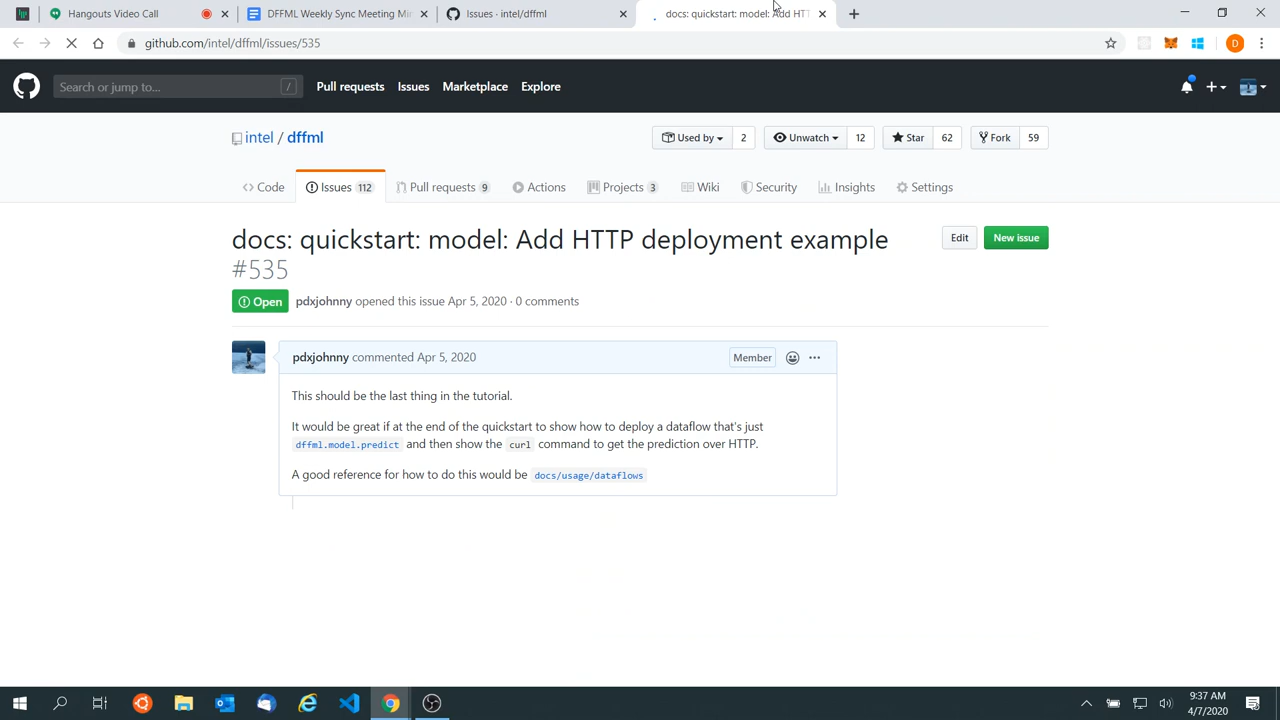 Hangouts Video Call
DFFML Weekly Sync Meeting Mi
Issues · intel/dffml
docs: quickstart: model: Add HT
github.com/intel/dffml/issues/535
Search or jump to... /
Pull requests Issues Marketplace Explore
intel / dffml
Used by 2 Unwatch 12 Star 62 Fork 59
Code Issues 112 Pull requests 9 Actions Projects 3 Wiki Security Insights Settings
docs: quickstart: model: Add HTTP deployment example
#535
Edit New issue
Open pdxjohnny opened this issue Apr 5, 2020 · 0 comments
pdxjohnny commented Apr 5, 2020 Member
This should be the last thing in the tutorial.
It would be great if at the end of the quickstart to show how to deploy a dataflow that's just
dffml.model.predict and then show the curl command to get the prediction over HTTP.
A good reference for how to do this would be docs/usage/dataflows
9:37 AM
4/7/2020